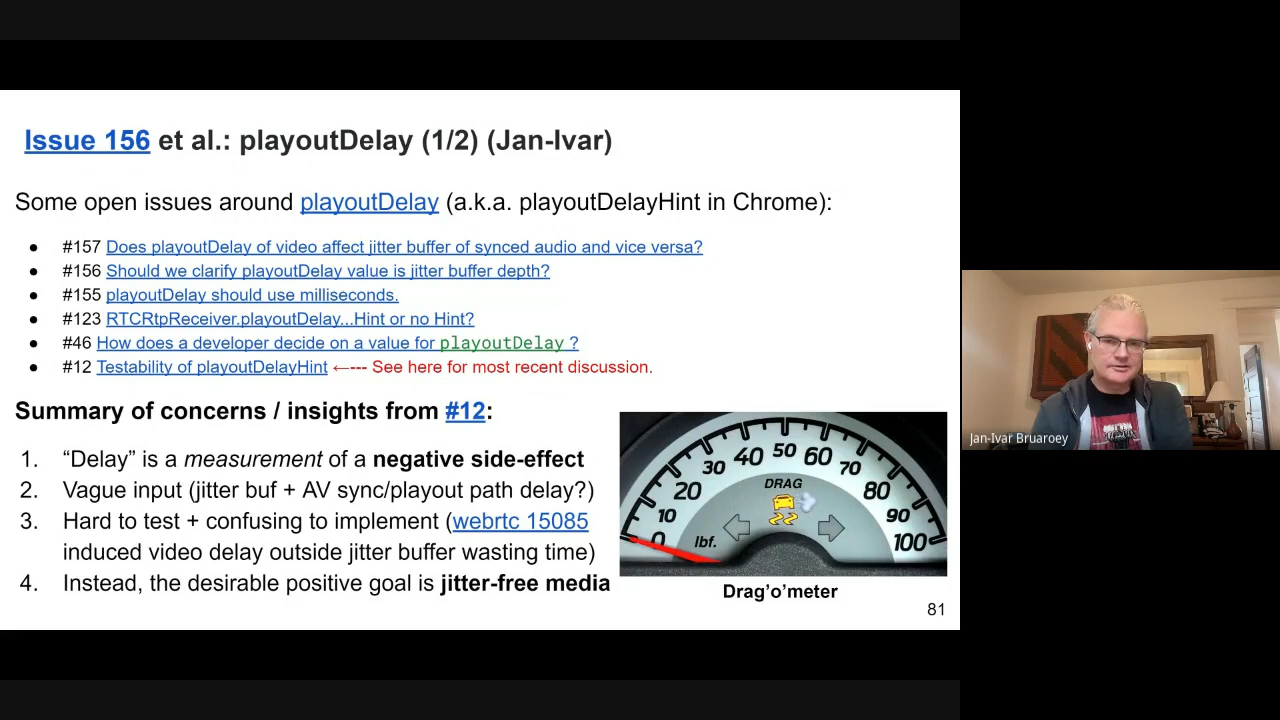 Issue 156 et al.: playoutDelay (1/2) (Jan-Ivar)
Some open issues around playoutDelay (a.k.a. playoutDelayHint in Chrome):
● #157 Does playoutDelay of video affect jitter buffer of synced audio and vice versa?
● #156 Should we clarify playoutDelay value is jitter buffer depth?
● #155 playoutDelay should use milliseconds.
● #123 RTCRtpReceiver.playoutDelay...Hint or no Hint?
● #46 How does a developer decide on a value for playoutDelay ?
● #12 Testability of playoutDelayHint ←--- See here for most recent discussion.
Summary of concerns / insights from #12:
1. “Delay” is a measurement of a negative side-effect
2. Vague input (jitter buf + AV sync/playout path delay?)
3. Hard to test + confusing to implement (webrtc 15085
induced video delay outside jitter buffer wasting time)
4. Instead, the desirable positive goal is jitter-free media
0 10 20 30 40 50 60 70 80 90 100
DRAG
lbf.
Drag’o’meter
81
Jan-Ivar Bruaroey